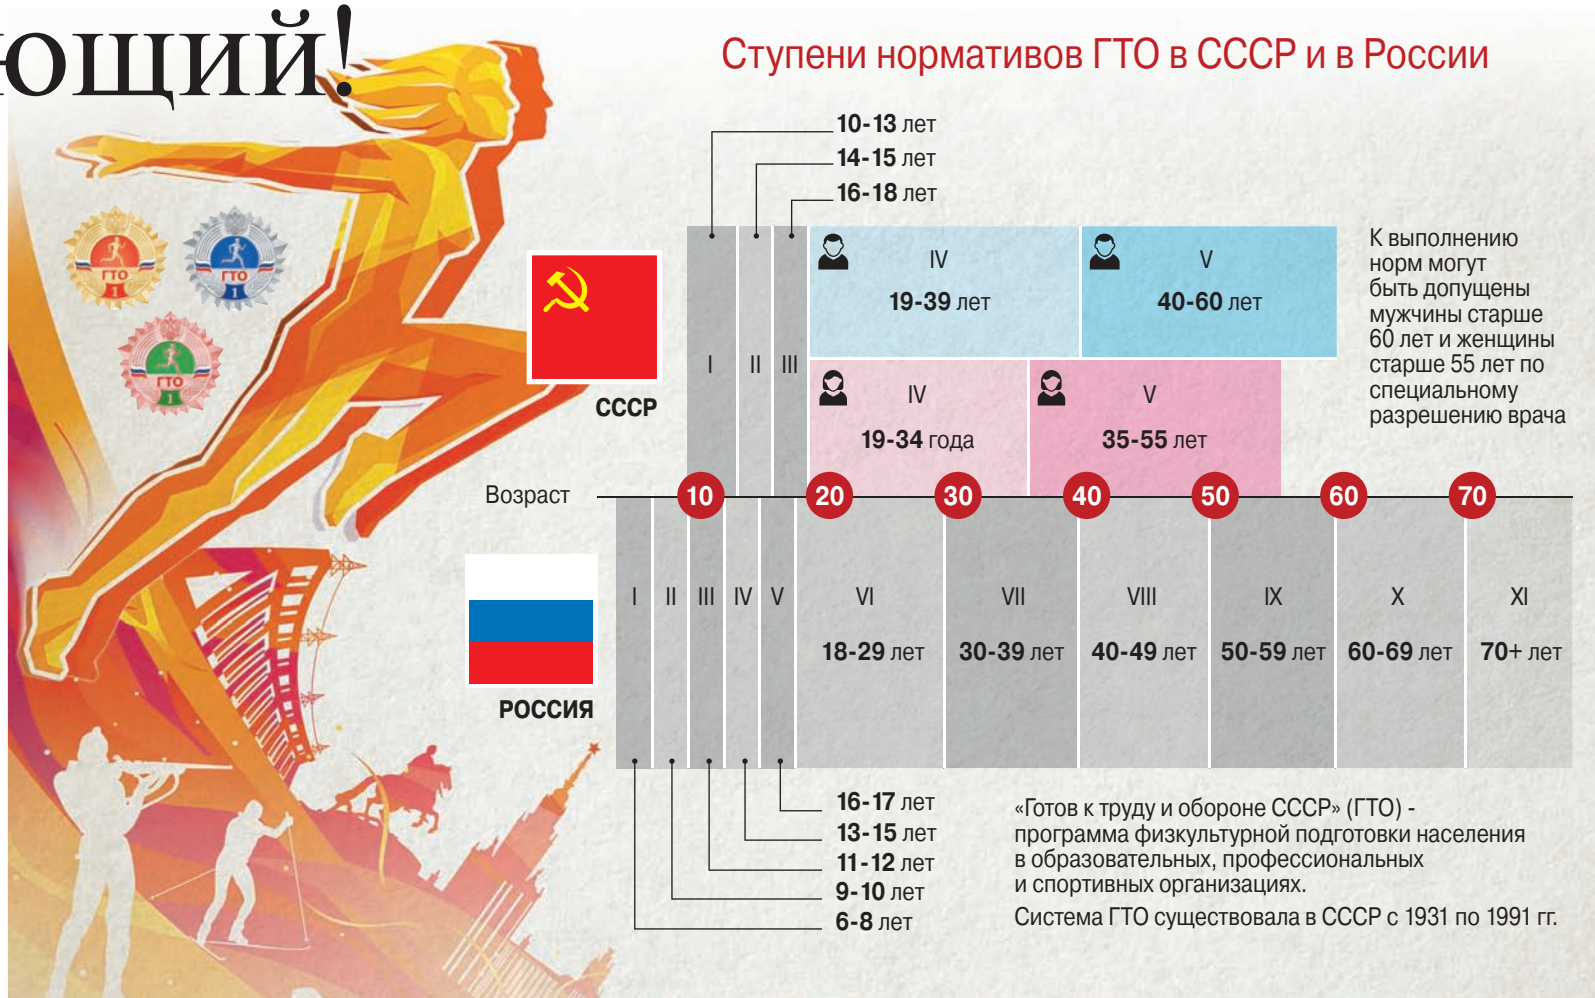 ющий!
Ступени нормативов ГТО в СССР и в России
10-13 лет
14-15 лет
16-18 лет
ГТО
1
ГТО
1
ГТО
1
СССР
I
II
III
IV
19-39 лет
V
40-60 лет
IV
19-34 года
V
35-55 лет
К выполнению
норм могут
быть допущены
мужчины старше
60 лет и женщины
старше 55 лет по
специальному
разрешению врача
Возраст
10
20
30
40
50
60
70
РОССИЯ
I
II
III
IV
V
VI
18-29 лет
VII
30-39 лет
VIII
40-49 лет
IX
50-59 лет
X
60-69 лет
XI
70+ лет
16-17 лет
13-15 лет
11-12 лет
9-10 лет
6-8 лет
«Готов к труду и обороне СССР» (ГТО) -
программа физкультурной подготовки населения
в образовательных, профессиональных
и спортивных организациях.
Система ГТО существовала в СССР с 1931 по 1991 гг.